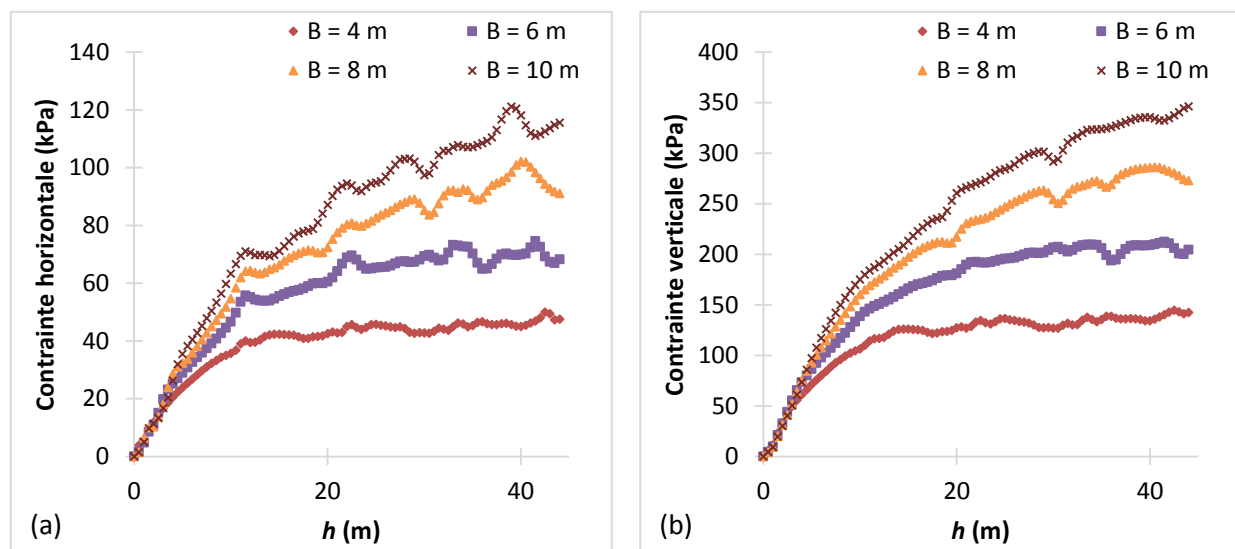 B = 4 m
B = 6 m
B = 8 m
B = 10 m
140
120
100
80
60
40
20
0
Contrainte horizontale (kPa)
0
20
40
h (m)
(a)
B = 4 m
B = 6 m
B = 8 m
B = 10 m
400
350
300
250
200
150
100
50
0
Contrainte verticale (kPa)
0
20
40
h (m)
(b)